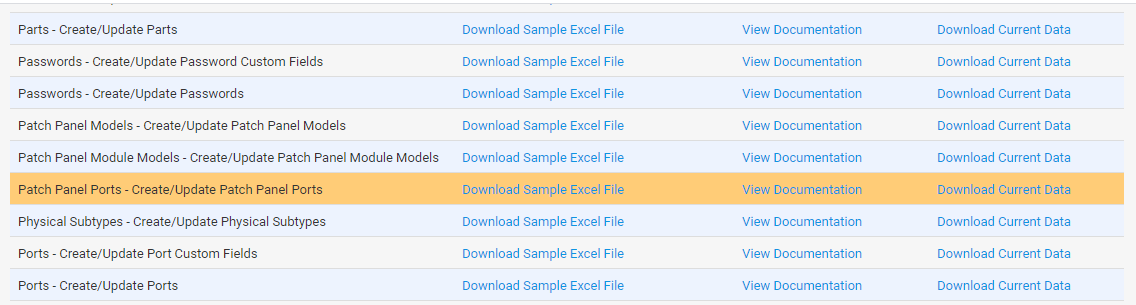 Parts - Create/Update Parts Download Sample Excel File View Documentation Download Current Data
Passwords - Create/Update Password Custom Fields Download Sample Excel File View Documentation Download Current Data
Passwords - Create/Update Passwords Download Sample Excel File View Documentation Download Current Data
Patch Panel Models - Create/Update Patch Panel Models Download Sample Excel File View Documentation Download Current Data
Patch Panel Module Models - Create/Update Patch Panel Module Models Download Sample Excel File View Documentation Download Current Data
Patch Panel Ports - Create/Update Patch Panel Ports Download Sample Excel File View Documentation Download Current Data
Physical Subtypes - Create/Update Physical Subtypes Download Sample Excel File View Documentation Download Current Data
Ports - Create/Update Port Custom Fields Download Sample Excel File View Documentation Download Current Data
Ports - Create/Update Ports Download Sample Excel File View Documentation Download Current Data